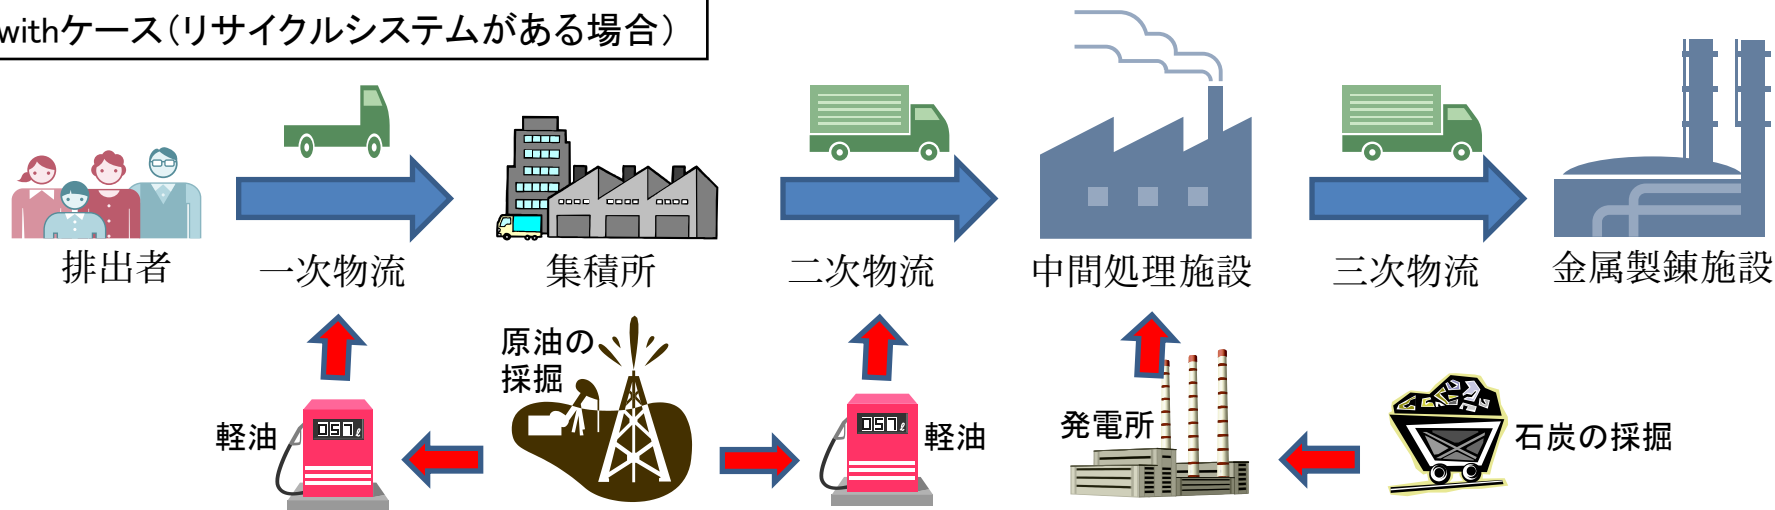 withケース（リサイクルシステムがある場合）
排出者
一次物流
集積所
二次物流
中間処理施設
三次物流
金属製錬施設
原油の
採掘
軽油
057ℓ
057ℓ
軽油
発電所
石炭の採掘